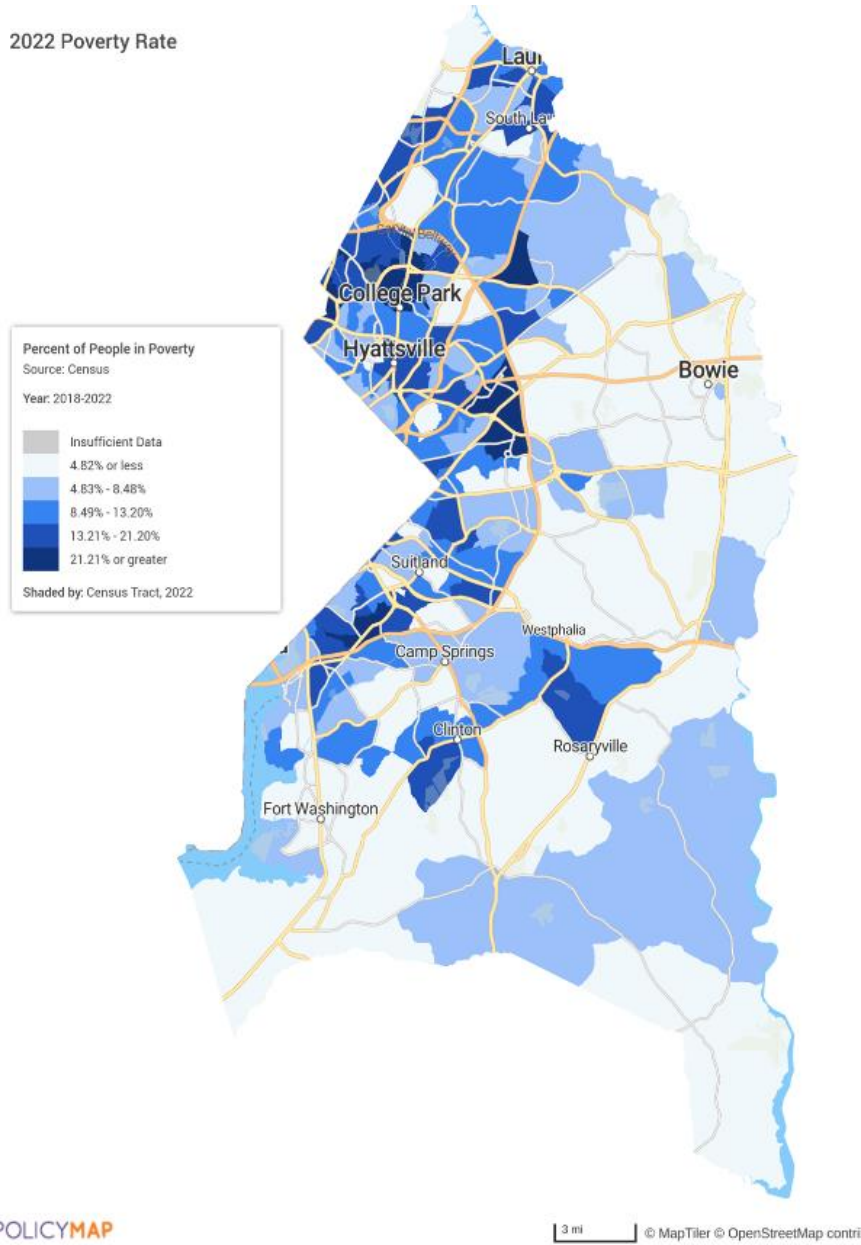 2022 Poverty Rate
Laur
South Lau
Capital Beltway
College Park
Hyattsville
Bowie
Percent of People in Poverty
Source: Census
Year: 2018-2022
Insufficient Data
4.82% or less
4.83% - 8.48%
8.49% - 13.20%
13.21% - 21.20%
21.21% or greater
Shaded by: Census Tract, 2022
Suitland
Westphalia
Camp Springs
Clinton
Rosaryville
Fort Washington
POLICYMAP
3 mi
© MapTiler © OpenStreetMap contri